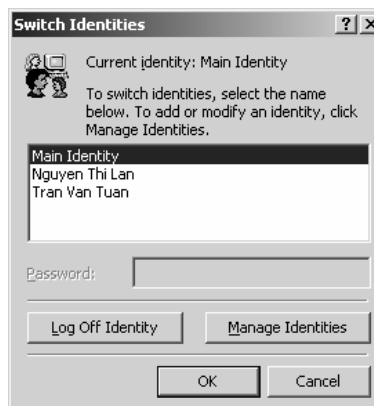 Switch Identities
Current identity: Main Identity
To switch identities, select the name
below. To add or modify an identity, click
Manage Identities.
Main Identity
Nguyen Thi Lan
Tran Van Tuan
Password:
Log Off Identity
Manage Identities
OK
Cancel